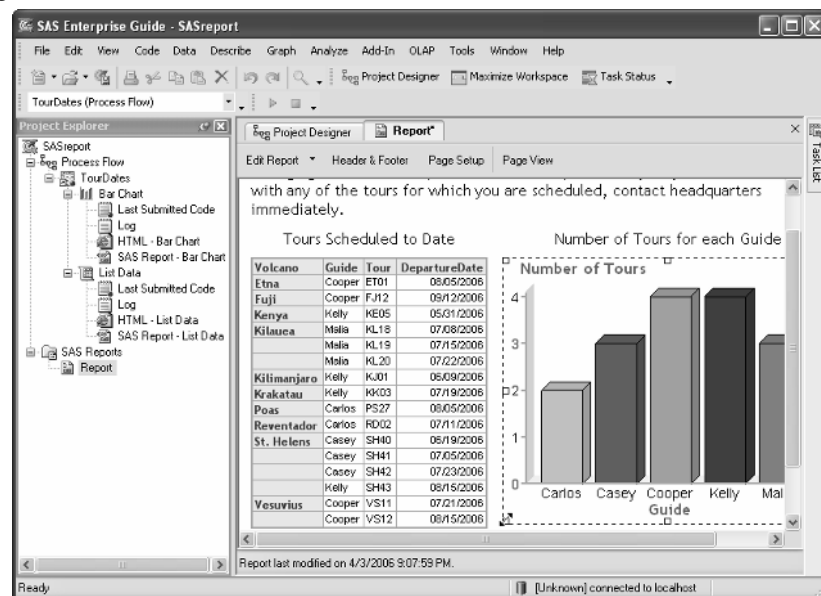 SAS Enterprise Guide - SASreport
File Edit View Code Data Describe Graph Analyze Add-In OLAP Tools Window Help
Project Designer Maximize Workspace Task Status
TourDates (Process Flow)
Project Explorer
SASreport
Process Flow
TourDates
Bar Chart
Last Submitted Code
Log
HTML - Bar Chart
SAS Report - Bar Chart
List Data
Last Submitted Code
Log
HTML - List Data
SAS Report - List Data
SAS Reports
Report
Project Designer Report*
Task List
Edit Report Header & Footer Page Setup Page View
with any of the tours for which you are scheduled, contact headquarters
immediately.
Tours Scheduled to Date
Volcano Guide Tour DepartureDate
Etna Cooper ET01 08/05/2006
Fuji Cooper FJ12 09/12/2006
Kenya Kelly KE05 05/31/2006
Kilauea Malia KL18 07/08/2006
Malia KL19 07/15/2006
Malia KL20 07/22/2006
Kilimanjaro Kelly KJ01 06/09/2006
Krakatau Kelly KK03 07/19/2006
Poas Carlos PS27 08/05/2006
Reventador Carlos RD02 07/11/2006
St. Helens Casey SH40 06/19/2006
Casey SH41 07/05/2006
Casey SH42 07/23/2006
Kelly SH43 08/15/2006
Vesuvius Cooper VS11 07/21/2006
Cooper VS12 08/15/2006
Number of Tours for each Guide
Number of Tours
4
3
2
1
0
Carlos Casey Cooper Kelly Mal
Guide
Report last modified on 4/3/2006 9:07:59 PM.
Ready [Unknown] connected to localhost